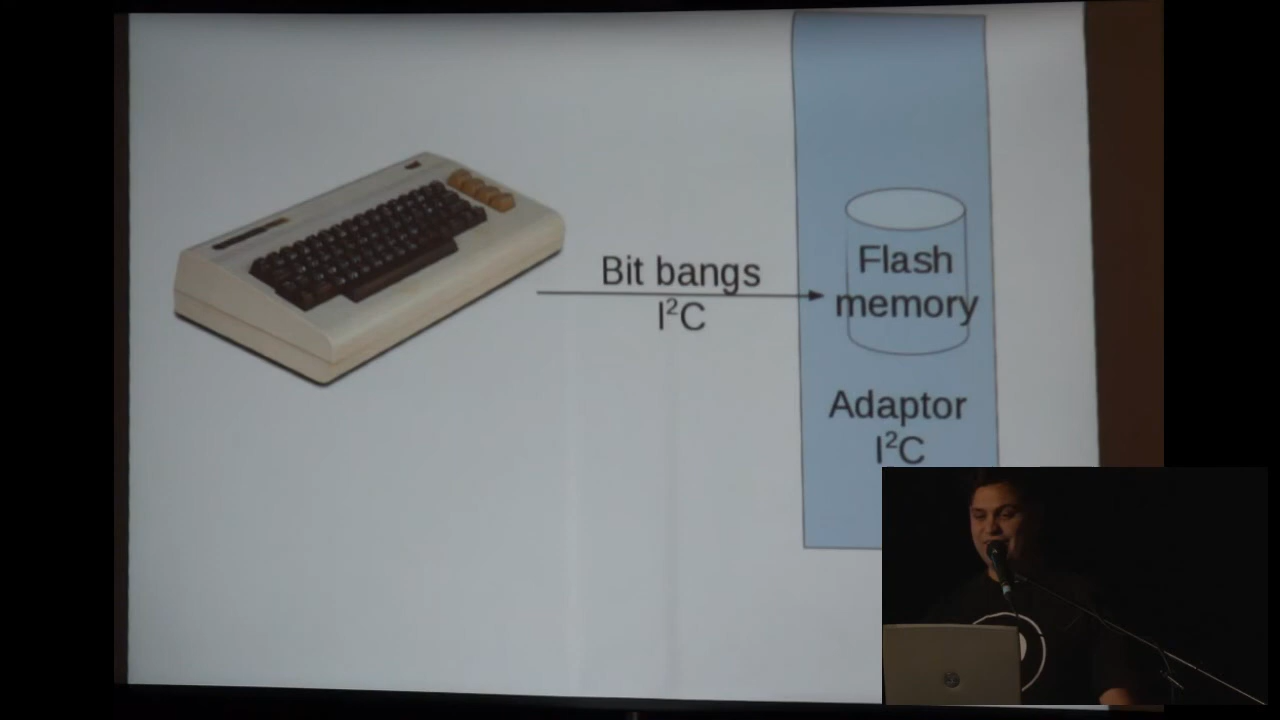 Bit bangs
I²C
Flash
memory
Adaptor
I²C